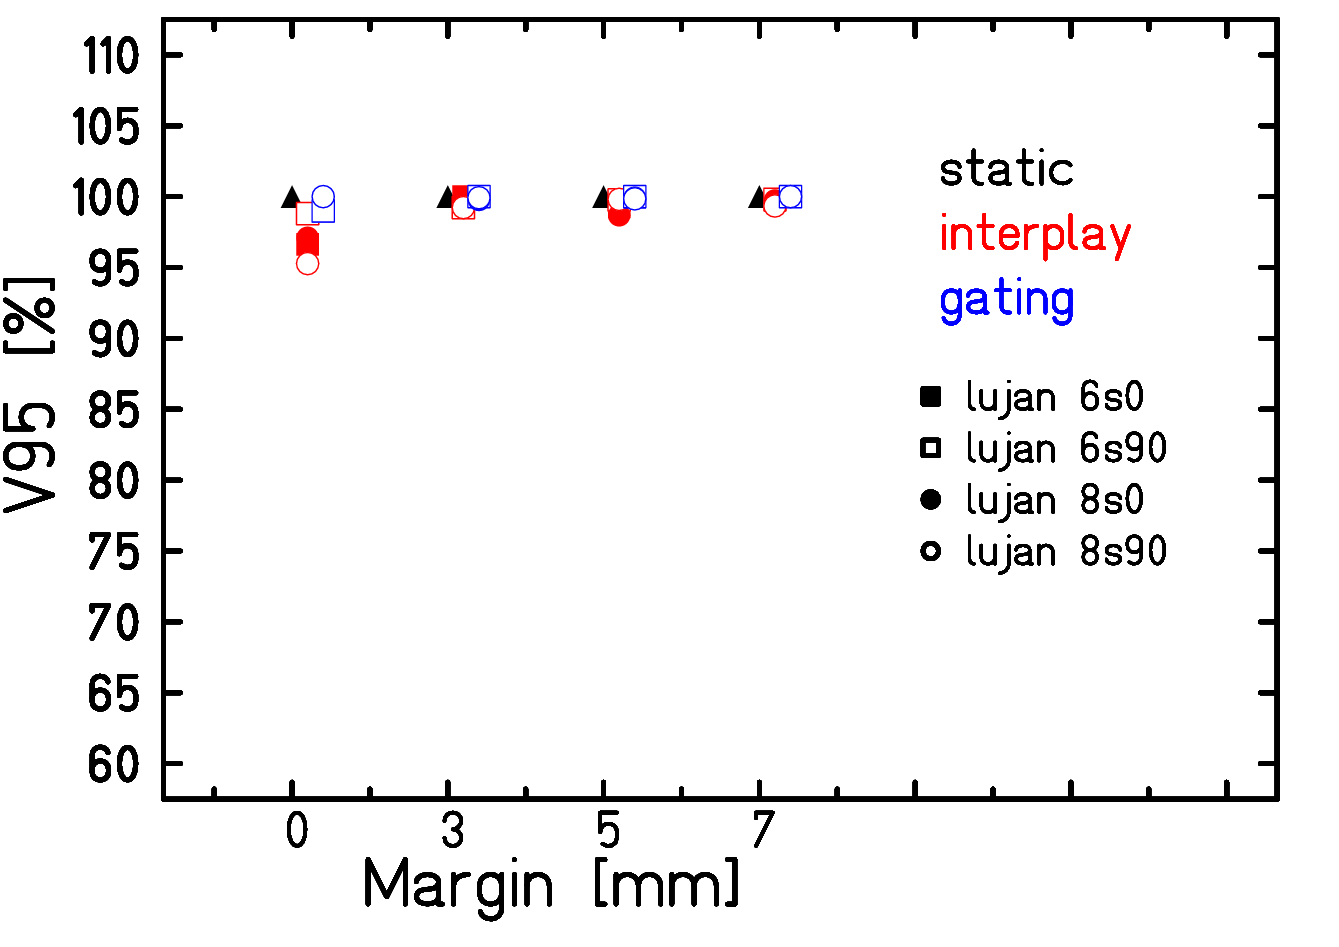 110
105
100
95
90
85
80
75
70
65
60
V95 [%]
0 3 5 7
Margin [mm]
static
interplay
gating
lujan 6s0
lujan 6s90
lujan 8s0
lujan 8s90